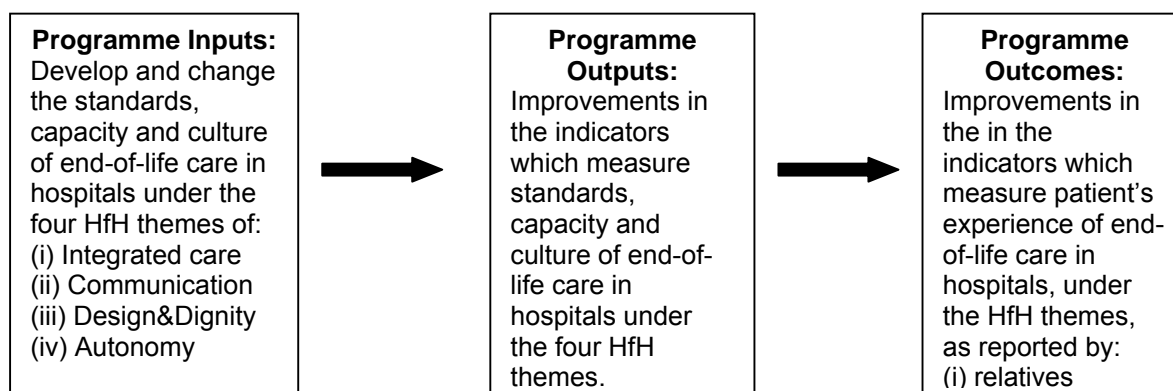 Programme Inputs:
Develop and change
the standards,
capacity and culture
of end-of-life care in
hospitals under the
four HfH themes of:
(i) Integrated care
(ii) Communication
(iii) Design&Dignity
(iv) Autonomy
Programme
Outputs:
Improvements in
the indicators
which measure
standards,
capacity and
culture of end-of-
life care in
hospitals under
the four HfH
themes.
Programme
Outcomes:
Improvements in
the in the
indicators which
measure patient's
experience of end-
of-life care in
hospitals, under
the HfH themes,
as reported by:
(i) relatives